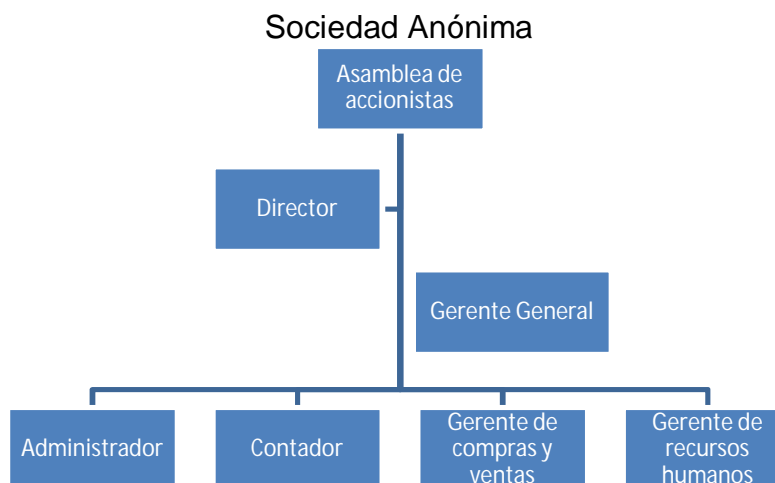 Sociedad Anónima
Asamblea de
accionistas
Director
Gerente General
Administrador
Contador
Gerente de
compras y
ventas
Gerente de
recursos
humanos